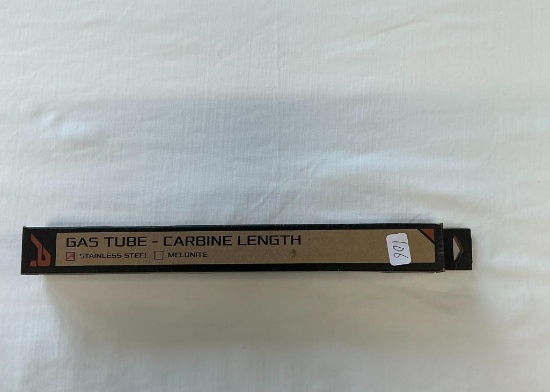 GAS TUBE - CARBINE LENGTH
STAINLESS STEEL MELONITE
106